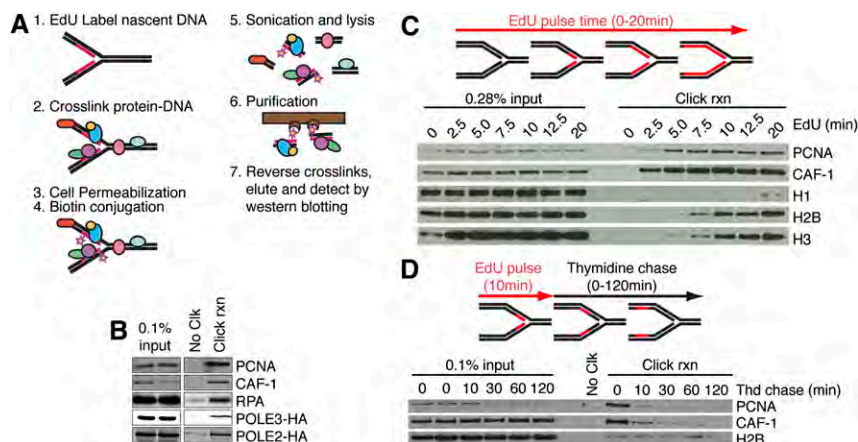 A
1. EdU Label nascent DNA
2. Crosslink protein-DNA
3. Cell Permeabilization
4. Biotin conjugation
5. Sonication and lysis
6. Purification
7. Reverse crosslinks,
elute and detect by
western blotting
B
0.1%
input
No Clk
Click rxn
PCNA
CAF-1
RPA
POLE3-HA
POLE2-HA
C
EdU pulse time (0-20min)
0.28% input
Click rxn
0 2.5 5.0 7.5 10 12.5 20 0 2.5 5.0 7.5 10 12.5 20 EdU (min)
PCNA
CAF-1
H1
H2B
H3
D
EdU pulse
(10min)
Thymidine chase
(0-120min)
0.1% input
No Clk
Click rxn
0 0 10 30 60 120 0 10 30 60 120 Thd chase (min)
PCNA
CAF-1
H2B